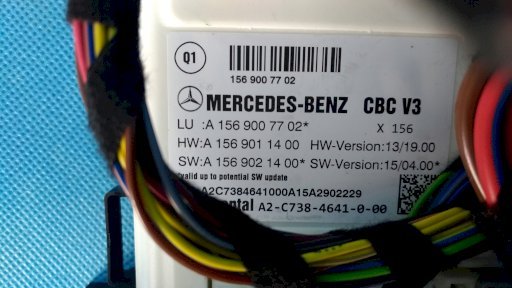 Q1
156 900 77 02
MERCEDES-BENZ CBC V3
LU :A 156 900 77 02* X 156
HW:A 156 901 14 00 HW-Version:13/19.00
SW:A 156 902 14 00* SW-Version:15/04.00*
*valid up to potential SW update
A2C7384641000A15A2902229
ental A2-C738-4641-0-00